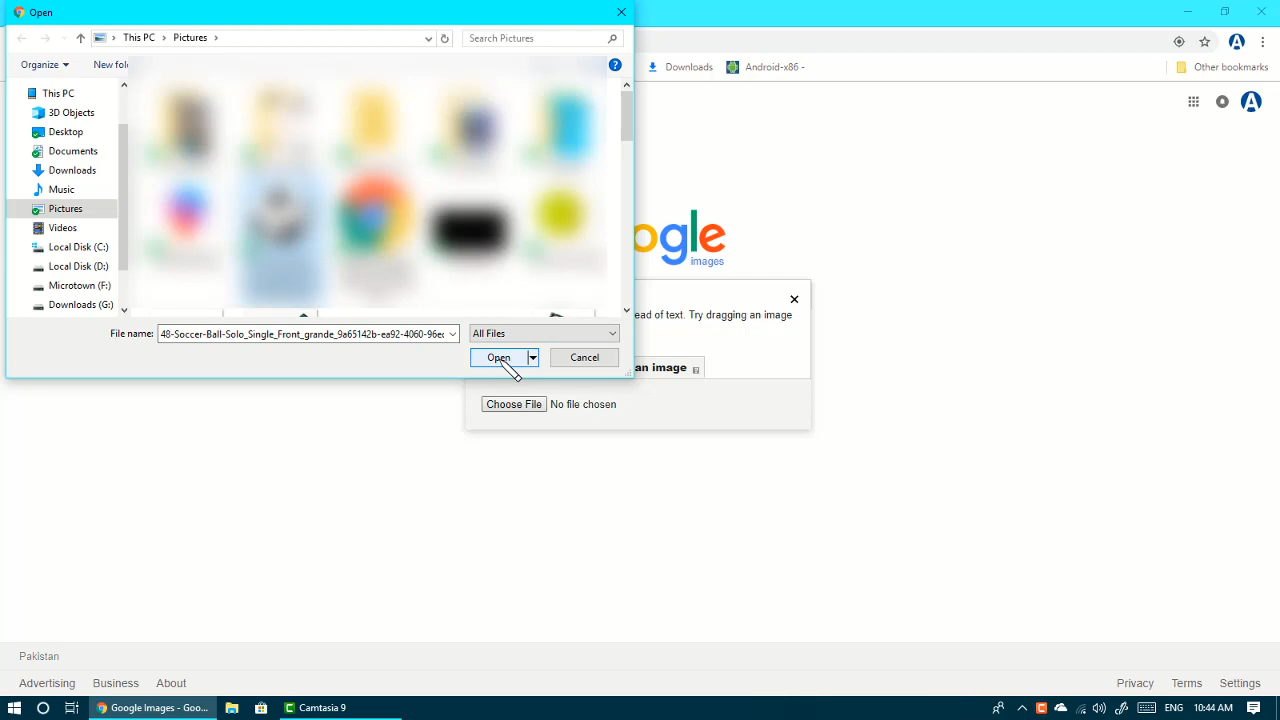 Open
This PC > Pictures >
Search Pictures
Organize
New fol
Downloads
Android-x86 -
Other bookmarks
This PC
3D Objects
Desktop
Documents
Downloads
Music
Pictures
Videos
Local Disk (C:)
Local Disk (D:)
Microtown (F:)
Downloads (G:)
ogle
images
File name:
48-Soccer-Ball-Solo_Single_Front_grande_9a65142b-ea92-4060-96ec
All Files
Open
Cancel
ead of text. Try dragging an image
an image
Choose File
No file chosen
Pakistan
Advertising
Business
About
Privacy
Terms
Settings
Google Images - Goo...
Camtasia 9
ENG
10:44 AM